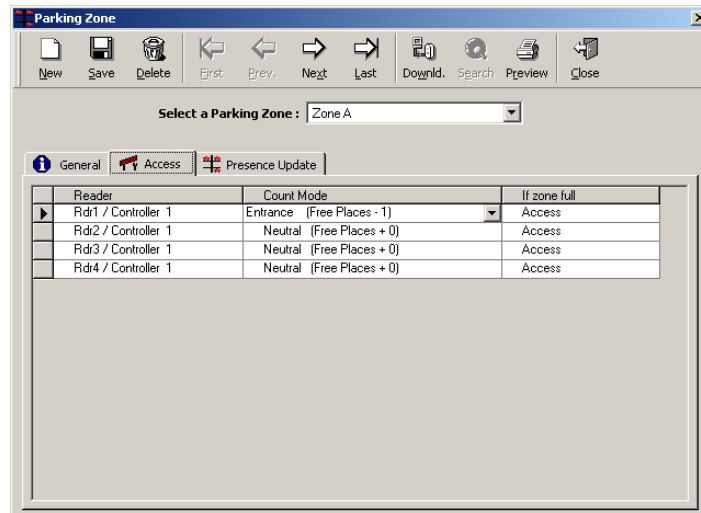 Parking Zone
New Save Delete First Prev. Next Last Downld. Search Preview Close
Select a Parking Zone : Zone A
General Access Presence Update
Reader Count Mode If zone full
Rdr1 / Controller 1 Entrance (Free Places - 1) Access
Rdr2 / Controller 1 Neutral (Free Places + 0) Access
Rdr3 / Controller 1 Neutral (Free Places + 0) Access
Rdr4 / Controller 1 Neutral (Free Places + 0) Access